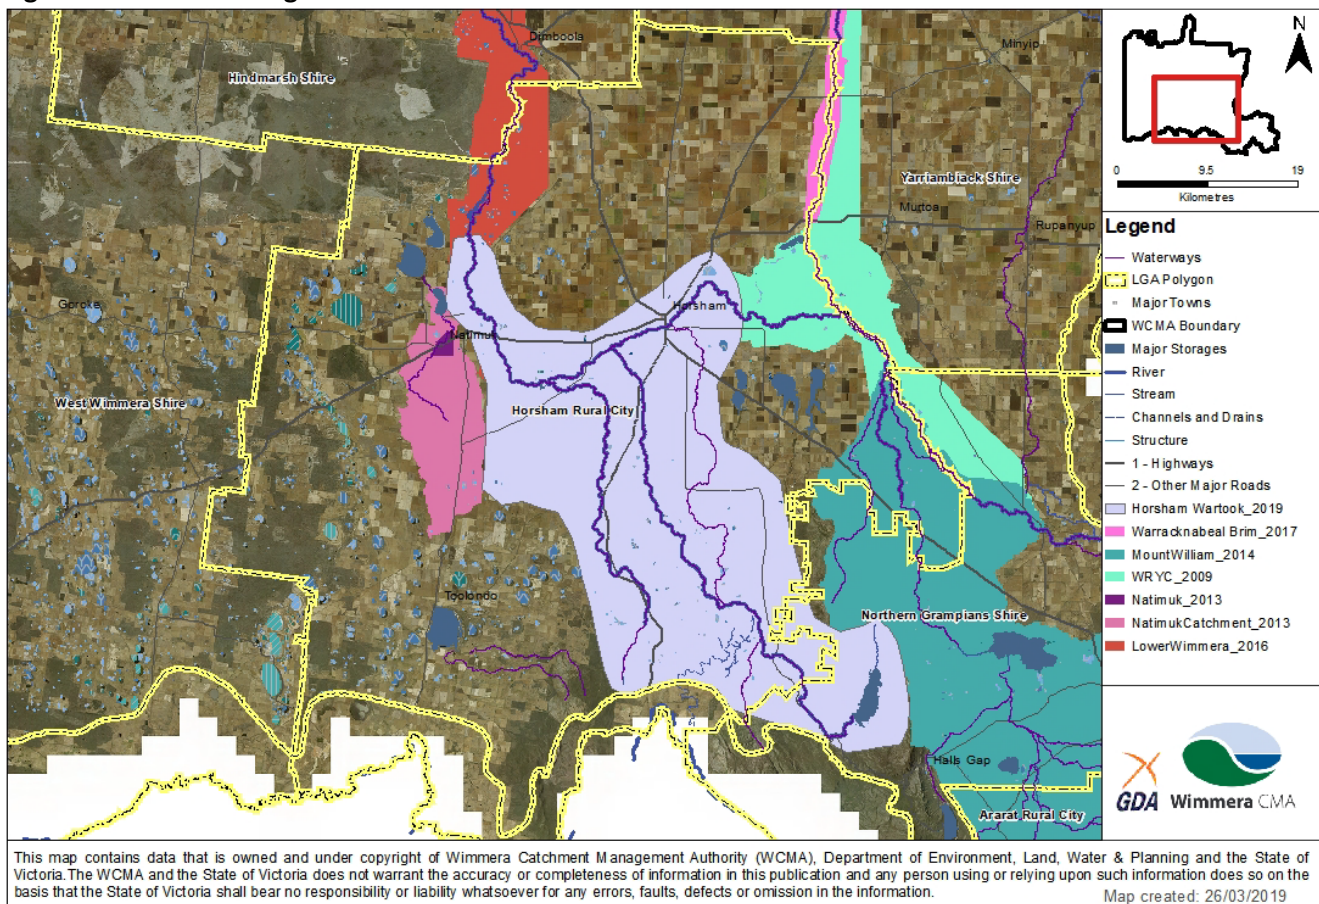 Dimboola
Minyip
Hindmarsh Shire
Yarriambiack Shire
Murtoa
Rupanyup
Goroke
Horsham
Natimuk
West Wimmera Shire
Horsham Rural City
Toolondo
Northern Grampians Shire
Halls Gap
Ararat Rural City
N
0 9.5 19
Kilometres
Legend
Waterways
LGA Polygon
Major Towns
WCMA Boundary
Major Storages
River
Stream
Channels and Drains
Structure
1 - Highways
2 - Other Major Roads
Horsham Wartook_2019
Warracknabeal Brim_2017
MountWilliam_2014
WRYC_2009
Natimuk_2013
NatimukCatchment_2013
LowerWimmera_2016
GDA Wimmera CMA
This map contains data that is owned and under copyright of Wimmera Catchment Management Authority (WCMA), Department of Environment, Land, Water & Planning and the State of
Victoria.The WCMA and the State of Victoria does not warrant the accuracy or completeness of information in this publication and any person using or relying upon such information does so on the
basis that the State of Victoria shall bear no responsibility or liability whatsoever for any errors, faults, defects or omission in the information.
Map created: 26/03/2019